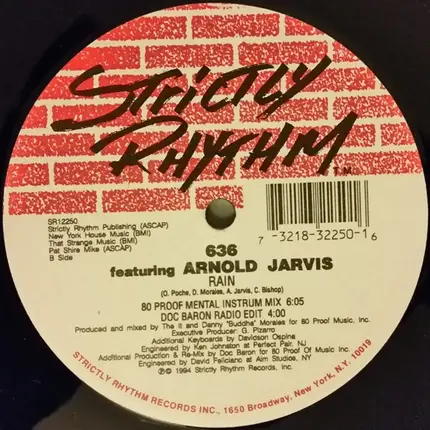 STRICTLY
RHYTHM
T.M.
SR12250
Strictly Rhythm Publishing (ASCAP)
New York House Music (BMI)
That Strange Music (BMI)
Pat Shire Mike (ASCAP)
B Side
7 -3218-32250-1 6
636
featuring ARNOLD JARVIS
RAIN
(O. Poche, D. Morales, A. Jarvis, C. Bishop)
80 PROOF MENTAL INSTRUM MIX 6:05
DOC BARON RADIO EDIT 4:00
Produced and mixed by The It and Danny "Buddha" Morales for 80 Proof Music, Inc.
Executive Producer: G. Pizarro
Additional Keyboards by Davidson Ospina
Engineered by Ken Johnston at Perfect Pair, NJ
Additional Production & Re-Mix by Doc Baron for 80 Proof Of Music Inc.
Engineered by David Feliciano at Aim Studios, NY
℗© 1994 Strictly Rhythm Records, Inc.
STRICTLY RHYTHM RECORDS INC., 1650 Broadway, New York, N.Y. 10019